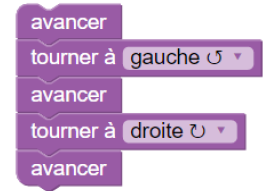 avancer
tourner à gauche ↺ ▼
avancer
tourner à droite ↻ ▼
avancer